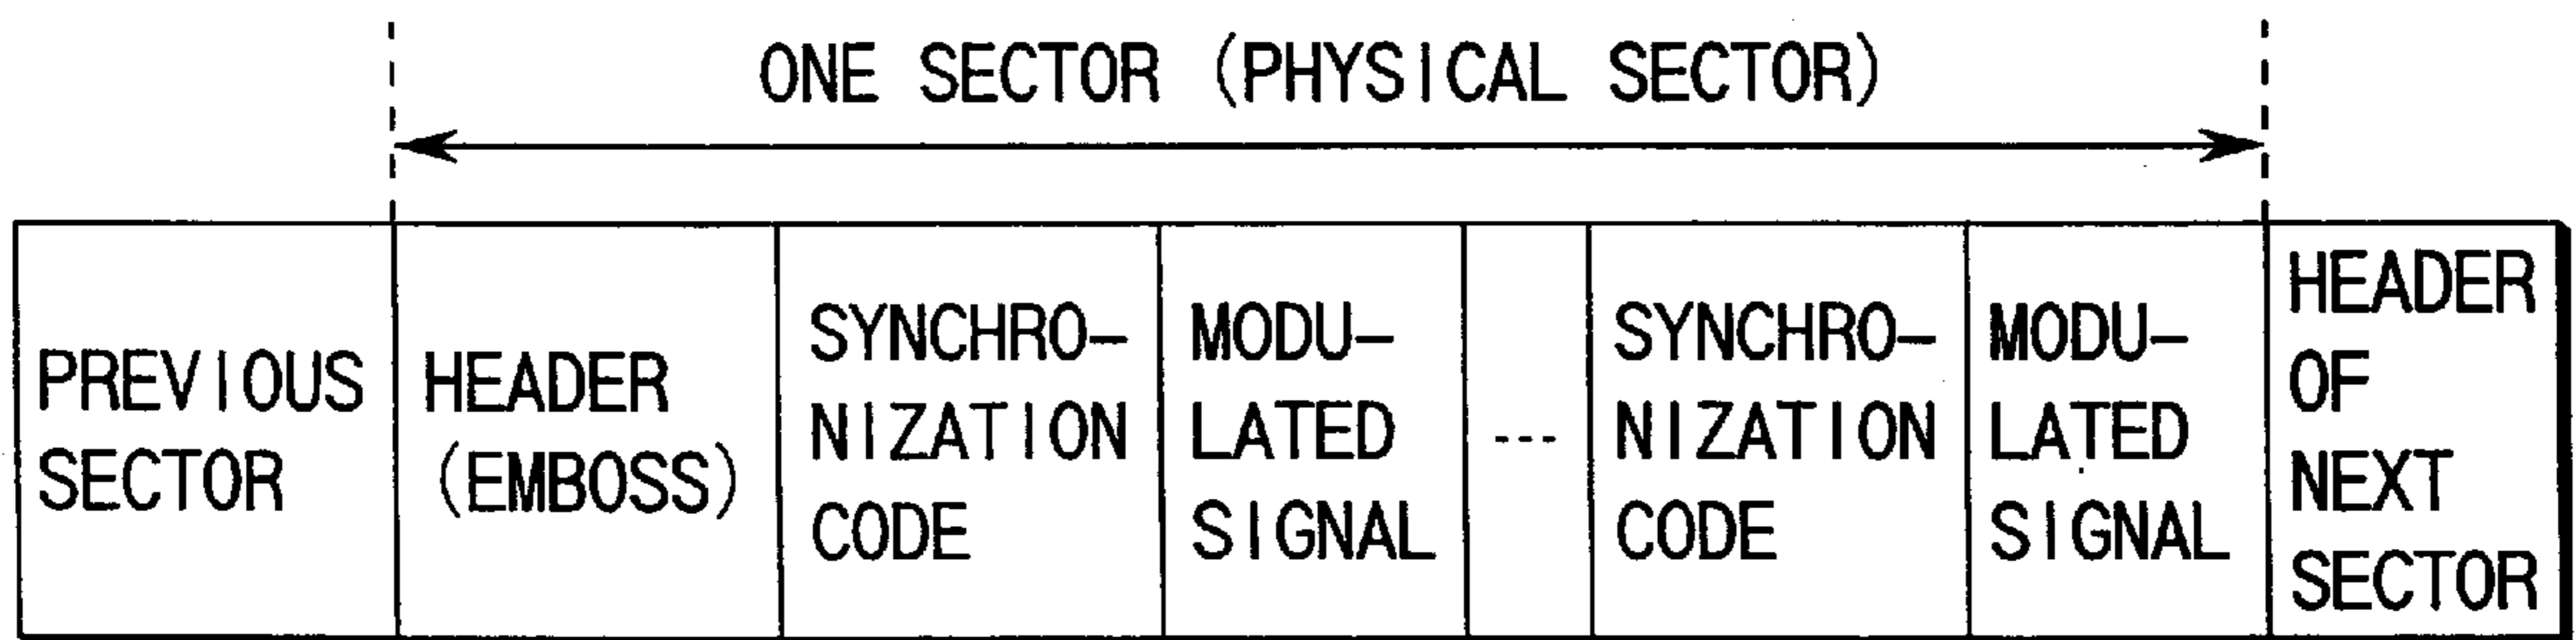 ONE SECTOR (PHYSICAL SECTOR)
PREVIOUS
SECTOR
HEADER
(EMBOSS)
SYNCHRO-
NIZATION
CODE
MODU-
LATED
SIGNAL
---
SYNCHRO-
NIZATION
CODE
MODU-
LATED
SIGNAL
HEADER
OF
NEXT
SECTOR